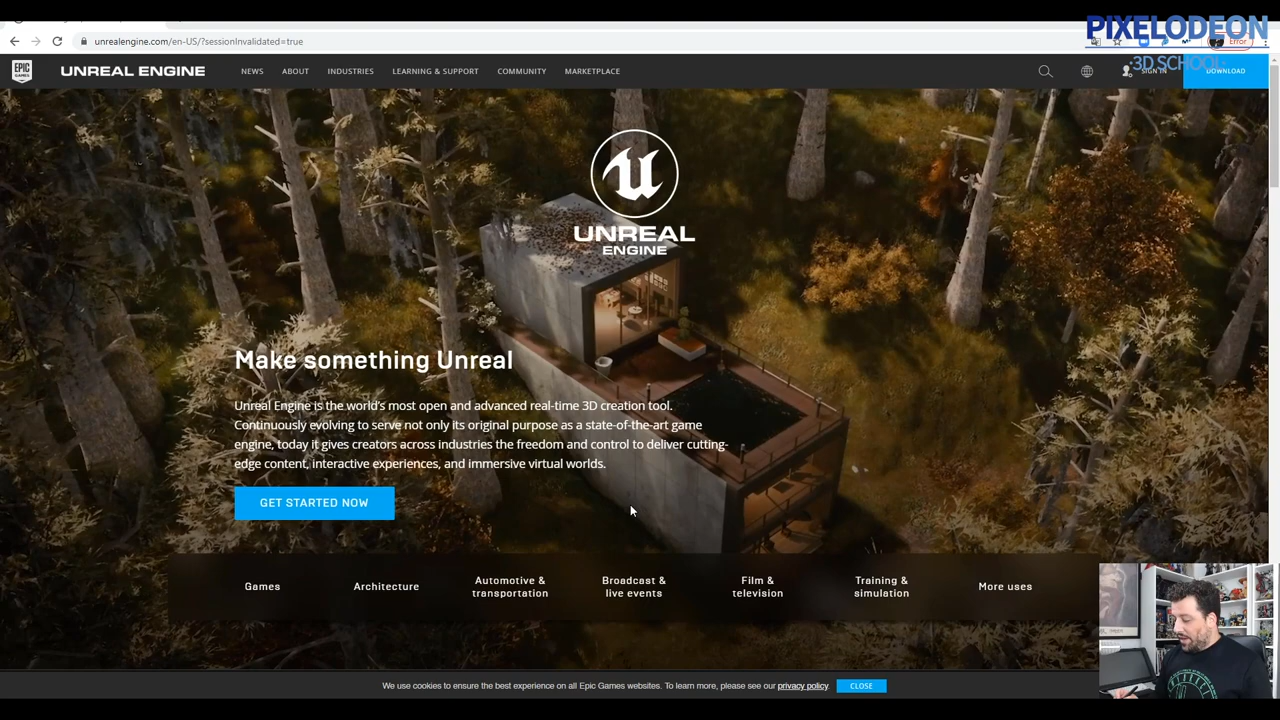 PIXELODEON
·3D SCHOOL·
unrealengine.com/en-US/?sessionInvalidated=true
Error
EPIC GAMES
UNREAL ENGINE
NEWS
ABOUT
INDUSTRIES
LEARNING & SUPPORT
COMMUNITY
MARKETPLACE
SIGN IN
DOWNLOAD
UNREAL
ENGINE
Make something Unreal
Unreal Engine is the world's most open and advanced real-time 3D creation tool.
Continuously evolving to serve not only its original purpose as a state-of-the-art game
engine, today it gives creators across industries the freedom and control to deliver cutting-
edge content, interactive experiences, and immersive virtual worlds.
GET STARTED NOW
Games
Architecture
Automotive &
transportation
Broadcast &
live events
Film &
television
Training &
simulation
More uses
We use cookies to ensure the best experience on all Epic Games websites. To learn more, please see our privacy policy.
CLOSE